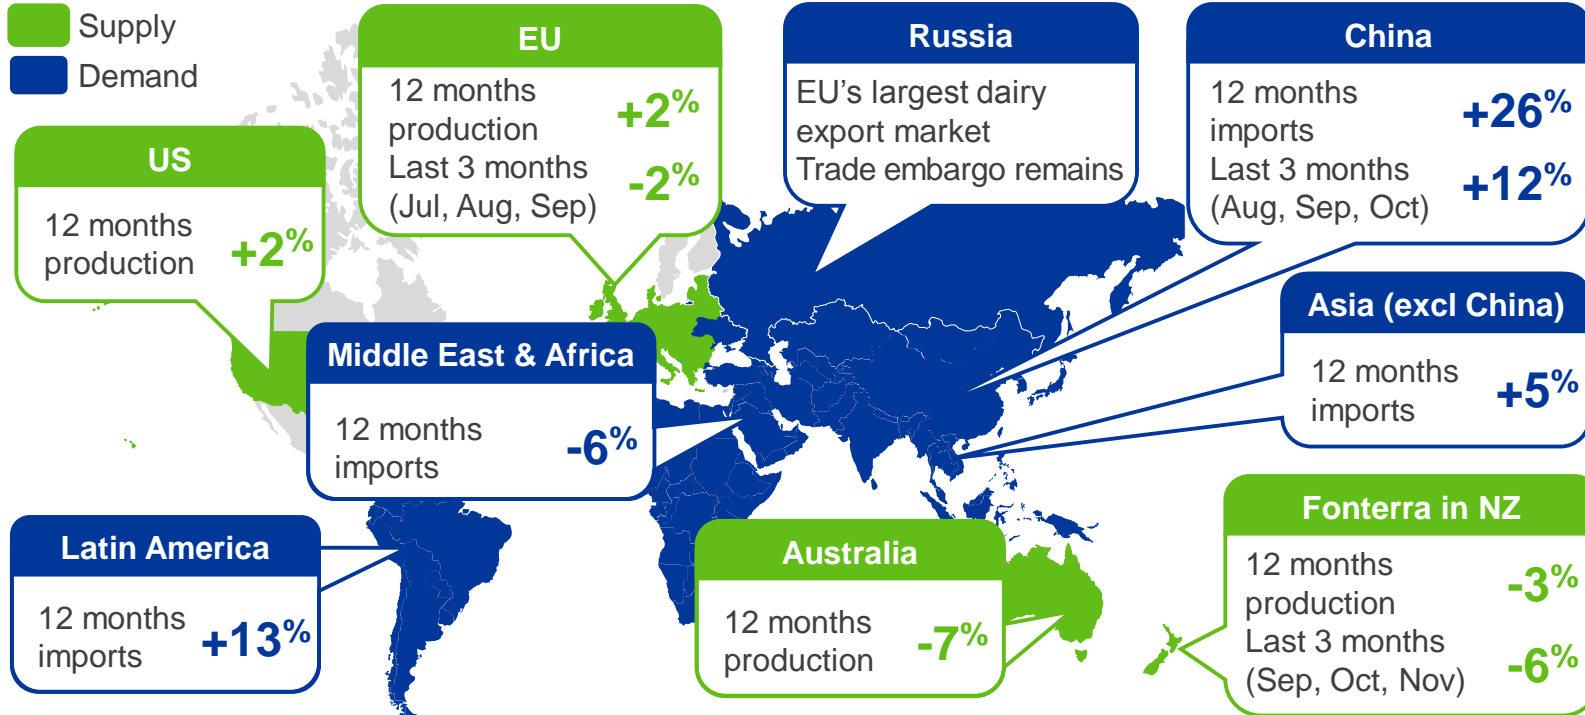 Supply
Demand
US
12 months
production
+2%
EU
12 months
production
+2%
Last 3 months
(Jul, Aug, Sep)
-2%
Russia
EU's largest dairy
export market
Trade embargo remains
China
12 months
imports
+26%
Last 3 months
(Aug, Sep, Oct)
+12%
Middle East & Africa
12 months
imports
-6%
Asia (excl China)
12 months
imports
+5%
Latin America
12 months
imports
+13%
Australia
12 months
production
-7%
Fonterra in NZ
12 months
production
-3%
Last 3 months
(Sep, Oct, Nov)
-6%